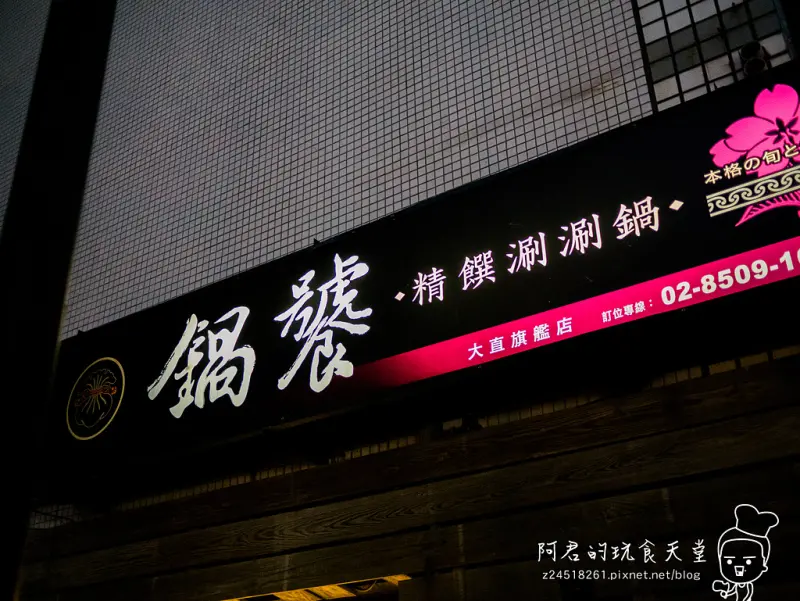 鍋饕
精饌涮涮鍋
本格の旬と
大直旗艦店 訂位專線：02-8509-1
阿君的玩食天堂
z24518261.pixnet.net/blog